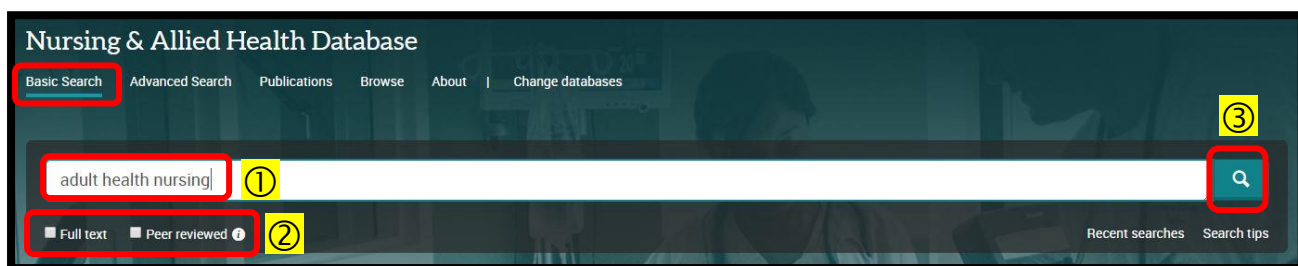 Nursing & Allied Health Database
Basic Search Advanced Search Publications Browse About | Change databases
③
adult health nursing ①
Full text Peer reviewed ②
Recent searches Search tips